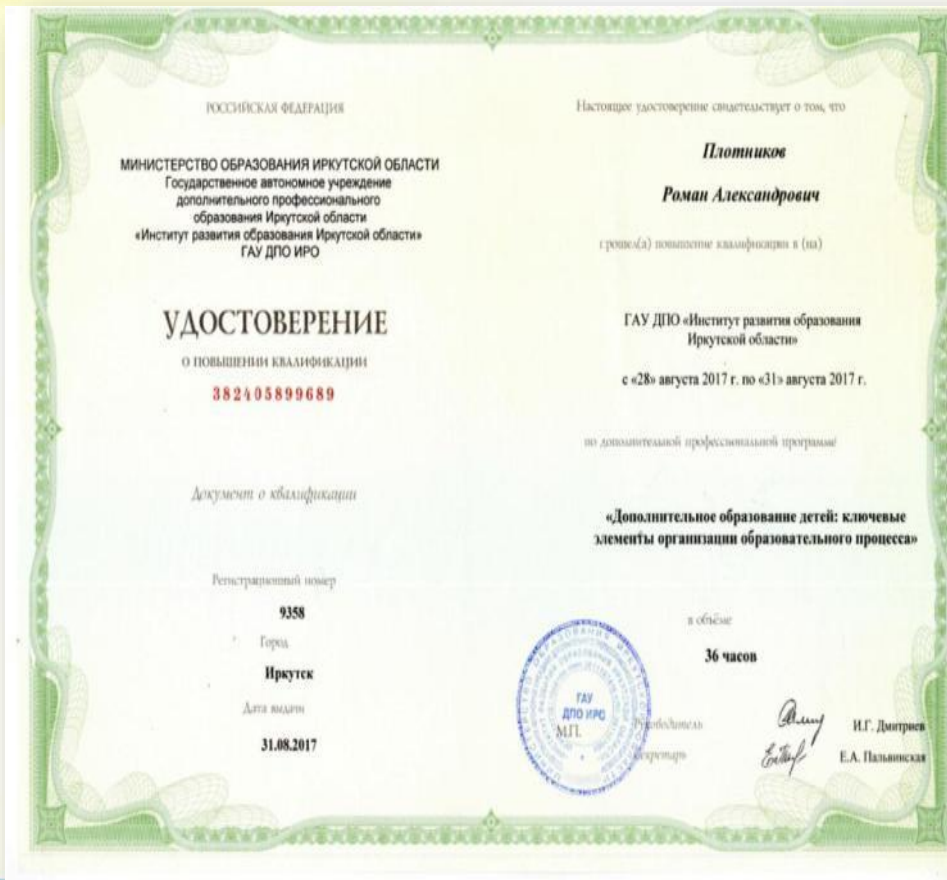 РОССИЙСКАЯ ФЕДЕРАЦИЯ
МИНИСТЕРСТВО ОБРАЗОВАНИЯ ИРКУТСКОЙ ОБЛАСТИ
Государственное автономное учреждение
дополнительного профессионального
образования Иркутской области
«Институт развития образования Иркутской области»
ГАУ ДПО ИРО
УДОСТОВЕРЕНИЕ
О ПОВЫШЕНИИ КВАЛИФИКАЦИИ
382405899689
Документ о квалификации
Регистрационный номер
9358
Город
Иркутск
Дата выдачи
31.08.2017
Настоящее удостоверение свидетельствует о том, что
Плотников
Роман Александрович
прошел(а) повышение квалификации в (на)
ГАУ ДПО «Институт развития образования
Иркутской области»
с «28» августа 2017 г. по «31» августа 2017 г.
по дополнительной профессиональной программе
«Дополнительное образование детей: ключевые
элементы организации образовательного процесса»
в объёме
36 часов
ГАУ
ДПО ИРО
М.П.
Руководитель
И.Г. Дмитриев
Секретарь
Е.А. Пальвинская